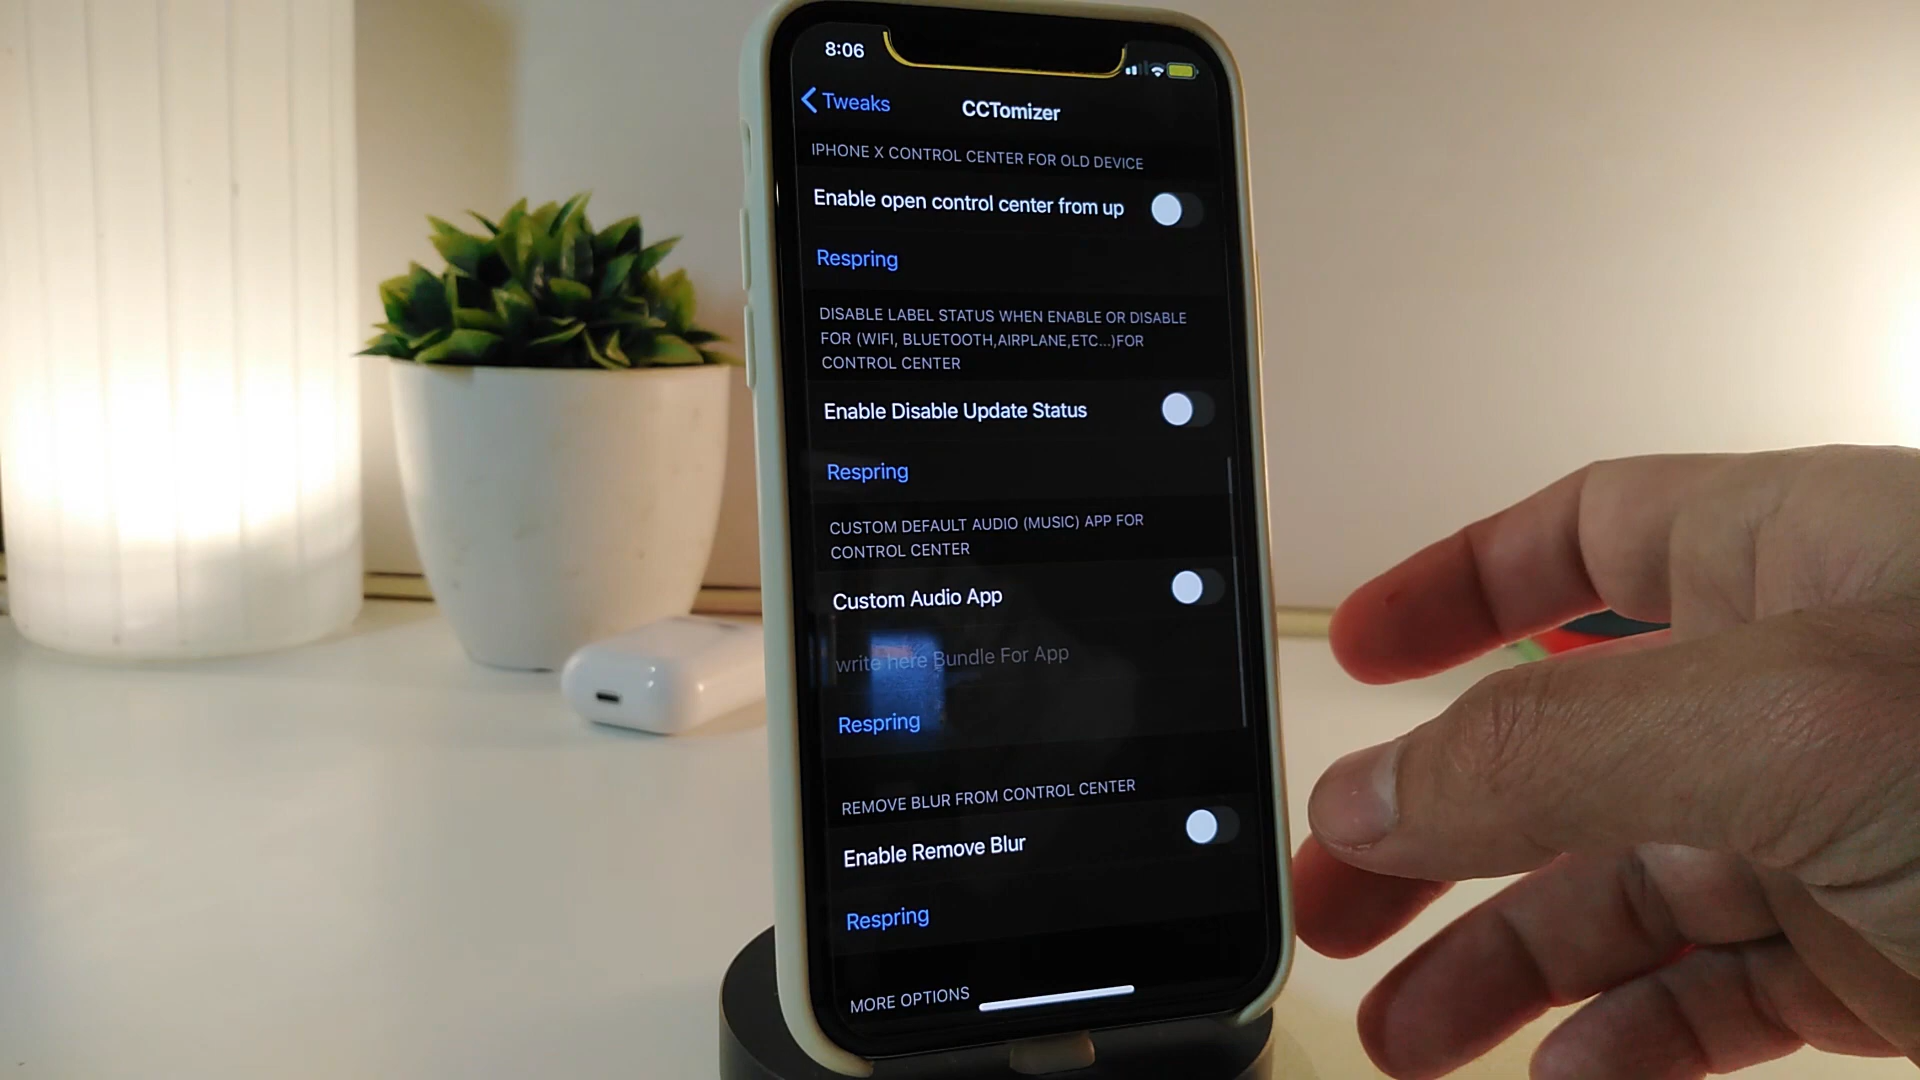 8:06
Tweaks
CCTomizer
IPHONE X CONTROL CENTER FOR OLD DEVICE
Enable open control center from up
Respring
DISABLE LABEL STATUS WHEN ENABLE OR DISABLE
FOR (WIFI, BLUETOOTH,AIRPLANE,ETC...)FOR
CONTROL CENTER
Enable Disable Update Status
Respring
CUSTOM DEFAULT AUDIO (MUSIC) APP FOR
CONTROL CENTER
Custom Audio App
write here Bundle For App
Respring
REMOVE BLUR FROM CONTROL CENTER
Enable Remove Blur
Respring
MORE OPTIONS